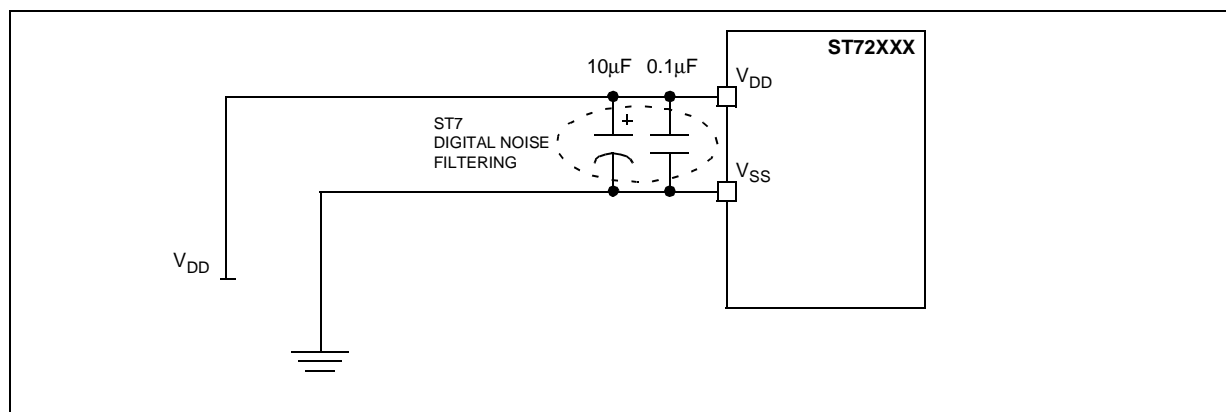 ST72XXX
10μF 0.1μF
VDD
+
ST7
DIGITAL NOISE
FILTERING
VSS
VDD